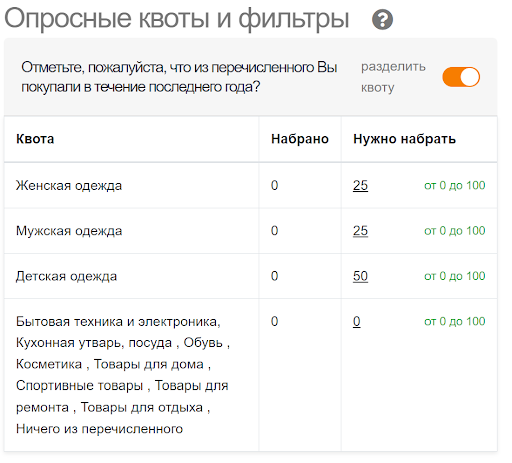 Опросные квоты и фильтры ?
Отметьте, пожалуйста, что из перечисленного Вы
покупали в течение последнего года?
разделить
квоту
Квота Набрано Нужно набрать
Женская одежда 0 25 от 0 до 100
Мужская одежда 0 25 от 0 до 100
Детская одежда 0 50 от 0 до 100
Бытовая техника и электроника, 0 0 от 0 до 100
Кухонная утварь, посуда , Обувь ,
Косметика , Товары для дома ,
Спортивные товары , Товары для
ремонта , Товары для отдыха ,
Ничего из перечисленного